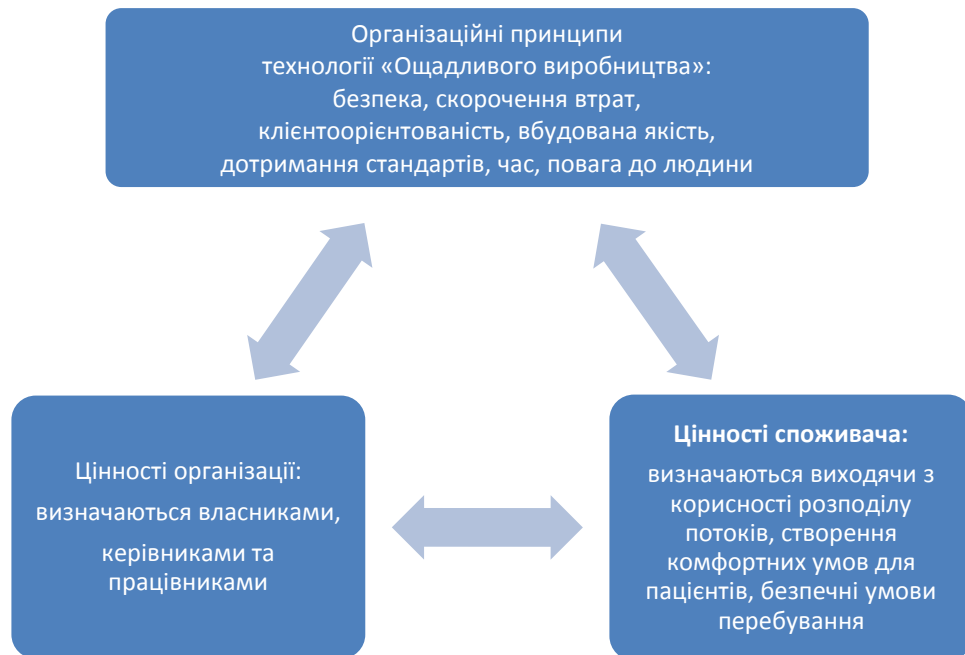 Організаційні принципи
технології «Ощадливого виробництва»:
безпека, скорочення втрат,
клієнтоорієнтованість, вбудована якість,
дотримання стандартів, час, повага до людини
Цінності організації:
визначаються власниками,
керівниками та
працівниками
Цінності споживача:
визначаються виходячи з
корисності розподілу
потоків, створення
комфортних умов для
пацієнтів, безпечні умови
перебування